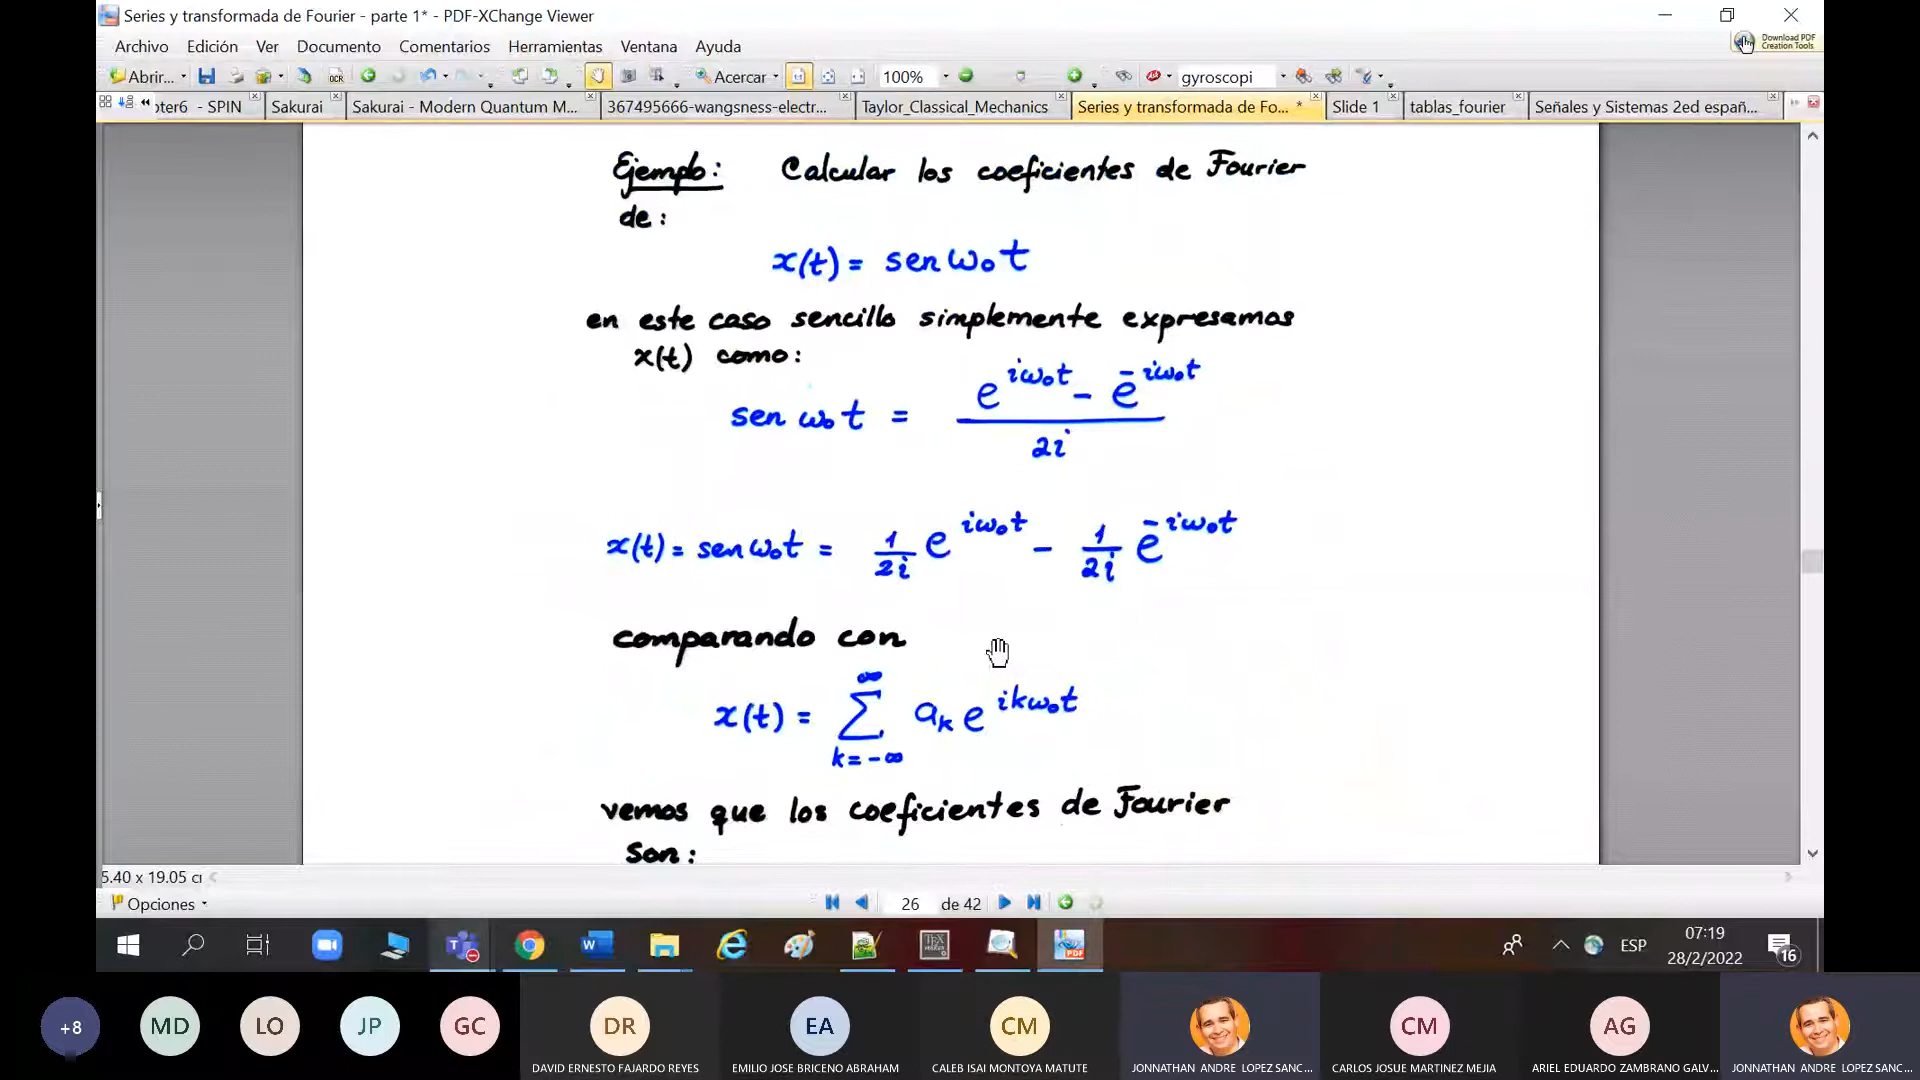 Series y transformada de Fourier - parte 1* - PDF-XChange Viewer
Archivo Edición Ver Documento Comentarios Herramientas Ventana Ayuda
Download PDF
Creation Tools
Abrir... OCR Acercar 100% gyroscopi
oter6 - SPIN Sakurai Sakurai - Modern Quantum M... 367495666-wangsness-electr... Taylor_Classical_Mechanics Series y transformada de Fo... * Slide 1 tablas_fourier Señales y Sistemas 2ed españ...
Ejemplo: Calcular los coeficientes de Fourier
de:
x(t) = sen ω₀t
en este caso sencillo simplemente expresamos
x(t) como:
sen ω₀t = (e^{iω₀t} - e^{-iω₀t}) / 2i
x(t) = sen ω₀t = 1/2i e^{iω₀t} - 1/2i e^{-iω₀t}
comparando con
x(t) = ∑_{k=-∞}^{∞} a_k e^{ikω₀t}
vemos que los coeficientes de Fourier
son:
5.40 x 19.05 c
Opciones 26 de 42
ESP 07:19
28/2/2022 16
+8 MD LO JP GC DR EA CM CM AG
DAVID ERNESTO FAJARDO REYES EMILIO JOSE BRICENO ABRAHAM CALEB ISAI MONTOYA MATUTE JONNATHAN ANDRE LOPEZ SANC... CARLOS JOSUE MARTINEZ MEJIA ARIEL EDUARDO ZAMBRANO GALV... JONNATHAN ANDRE LOPEZ SANC...